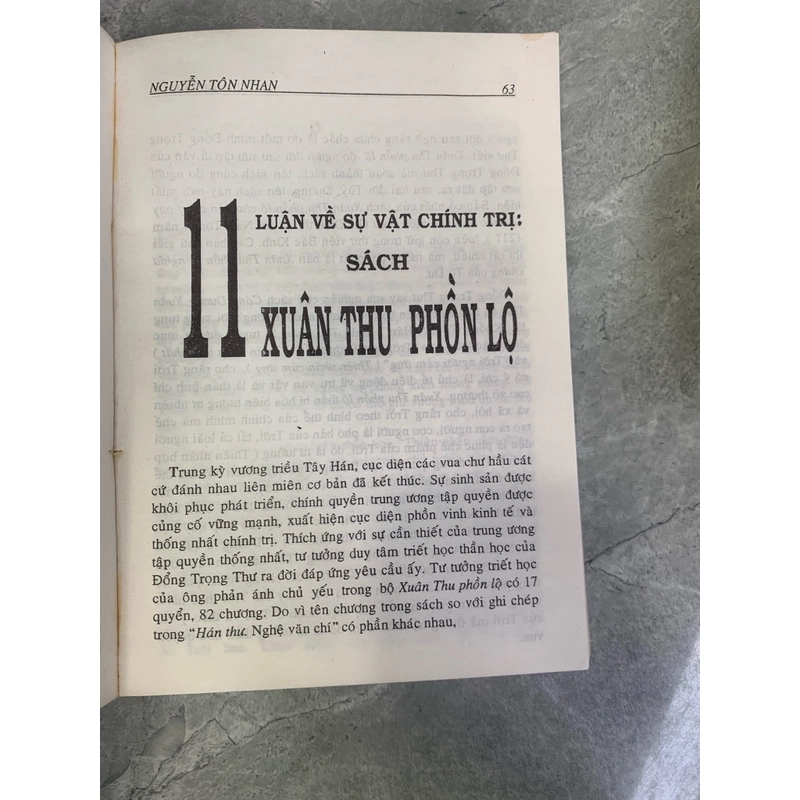 NGUYỄN TÔN NHAN 63
11
LUẬN VỀ SỰ VẬT CHÍNH TRỊ:
SÁCH
XUÂN THU PHỒN LỘ
Trung kỳ vương triều Tây Hán, cục diện các vua chư hầu cát
cứ đánh nhau liên miên cơ bản đã kết thúc. Sự sinh sản được
khôi phục phát triển, chính quyền trung ương tập quyền được
củng cố vững mạnh, xuất hiện cục diện phồn vinh kinh tế và
thống nhất chính trị. Thích ứng với sự cần thiết của trung ương
tập quyền thống nhất, tư tưởng duy tâm triết học thần học của
Đổng Trọng Thư ra đời đáp ứng yêu cầu ấy. Tư tưởng triết học
của ông phản ánh chủ yếu trong bộ Xuân Thu phồn lộ có 17
quyển, 82 chương. Do vì tên chương trong sách so với ghi chép
trong "Hán thư. Nghệ văn chí" có phần khác nhau,